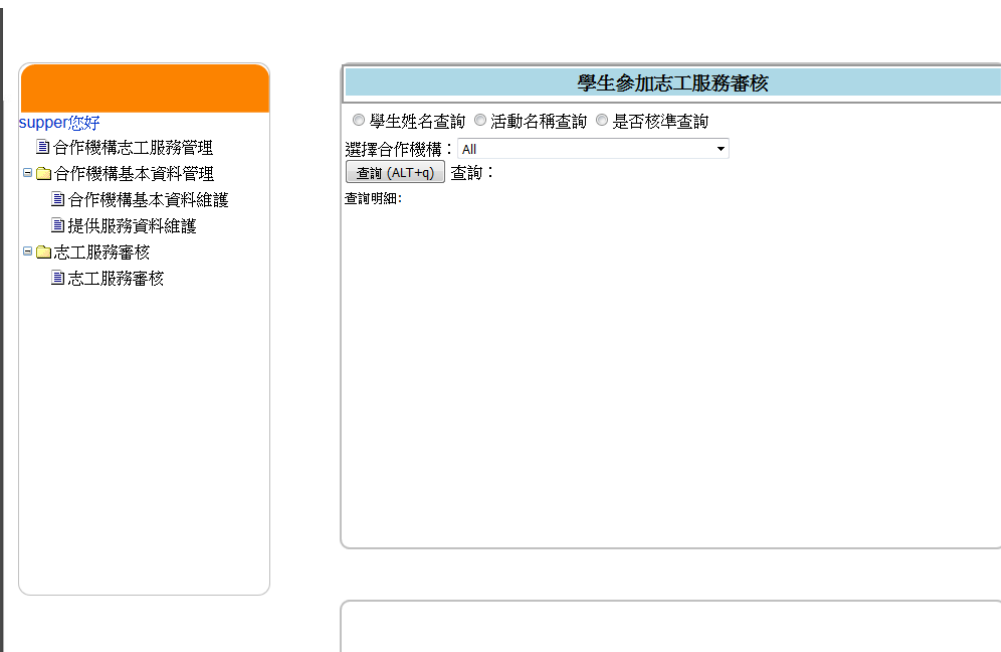 supper您好
合作機構志工服務管理
合作機構基本資料管理
合作機構基本資料維護
提供服務資料維護
志工服務審核
志工服務審核
學生參加志工服務審核
學生姓名查詢 活動名稱查詢 是否核準查詢
選擇合作機構： All
查詢 (ALT+q) 查詢：
查詢明細: